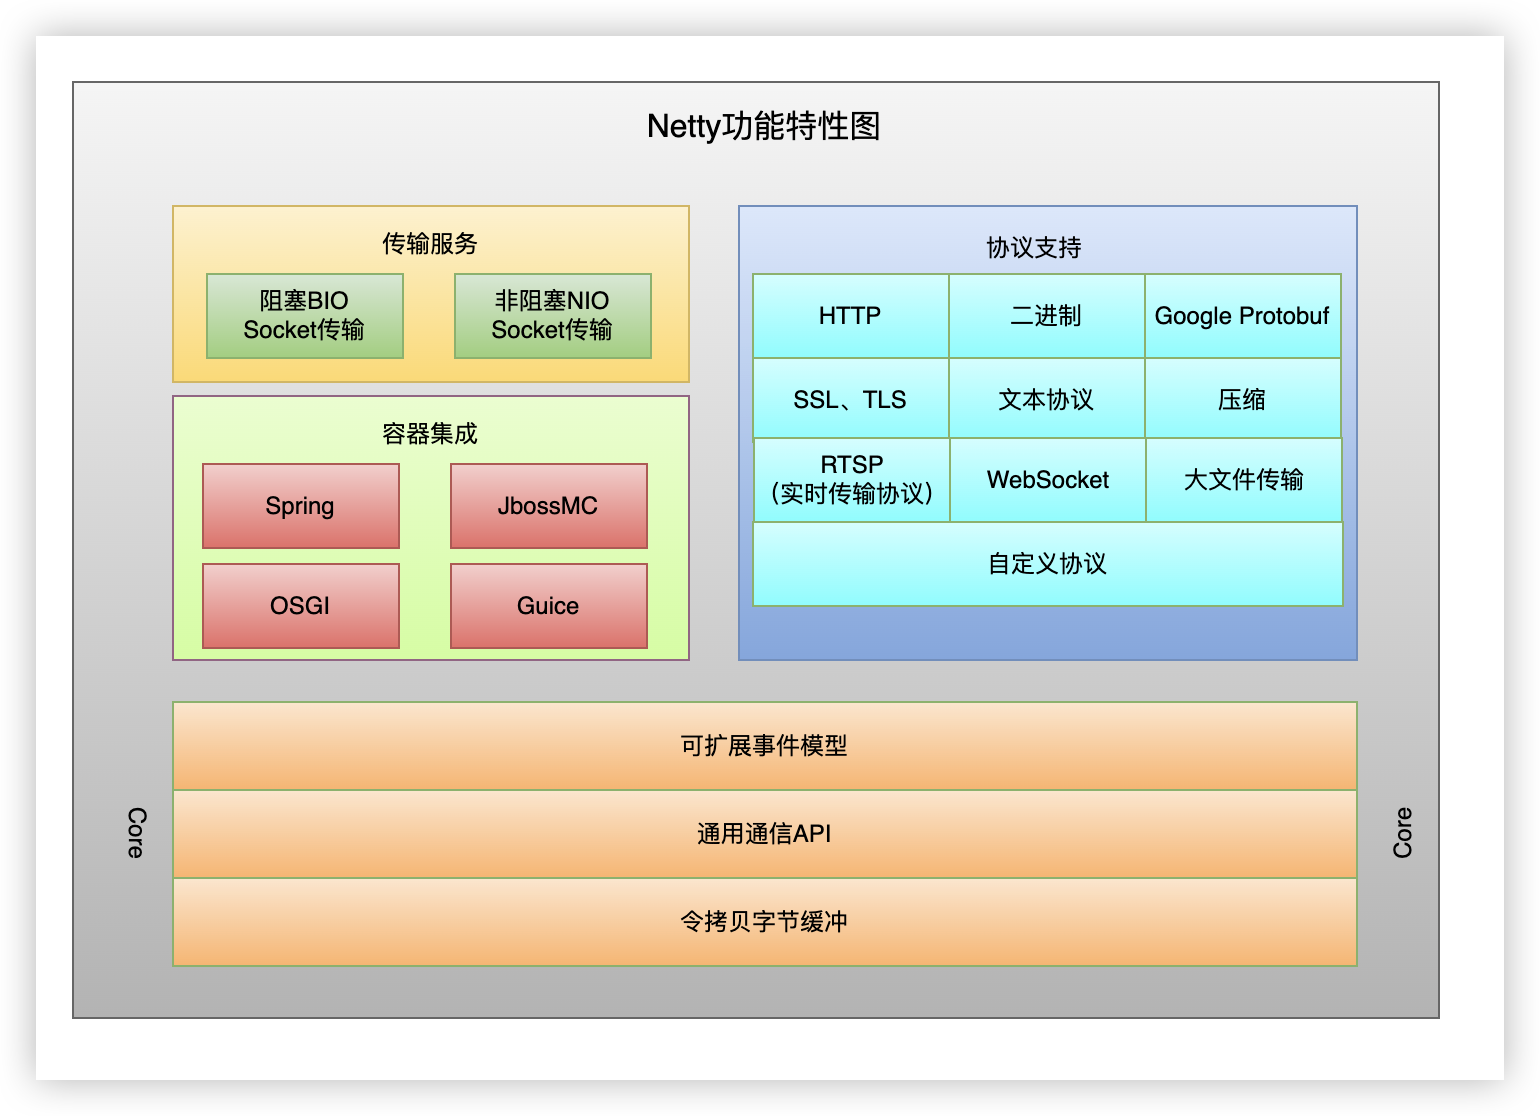 Netty功能特性图
传输服务
阻塞BIO
Socket传输
非阻塞NIO
Socket传输
容器集成
Spring
JbossMC
OSGI
Guice
协议支持
HTTP
二进制
Google Protobuf
SSL、TLS
文本协议
压缩
RTSP
（实时传输协议）
WebSocket
大文件传输
自定义协议
Core
可扩展事件模型
通用通信API
令拷贝字节缓冲
Core